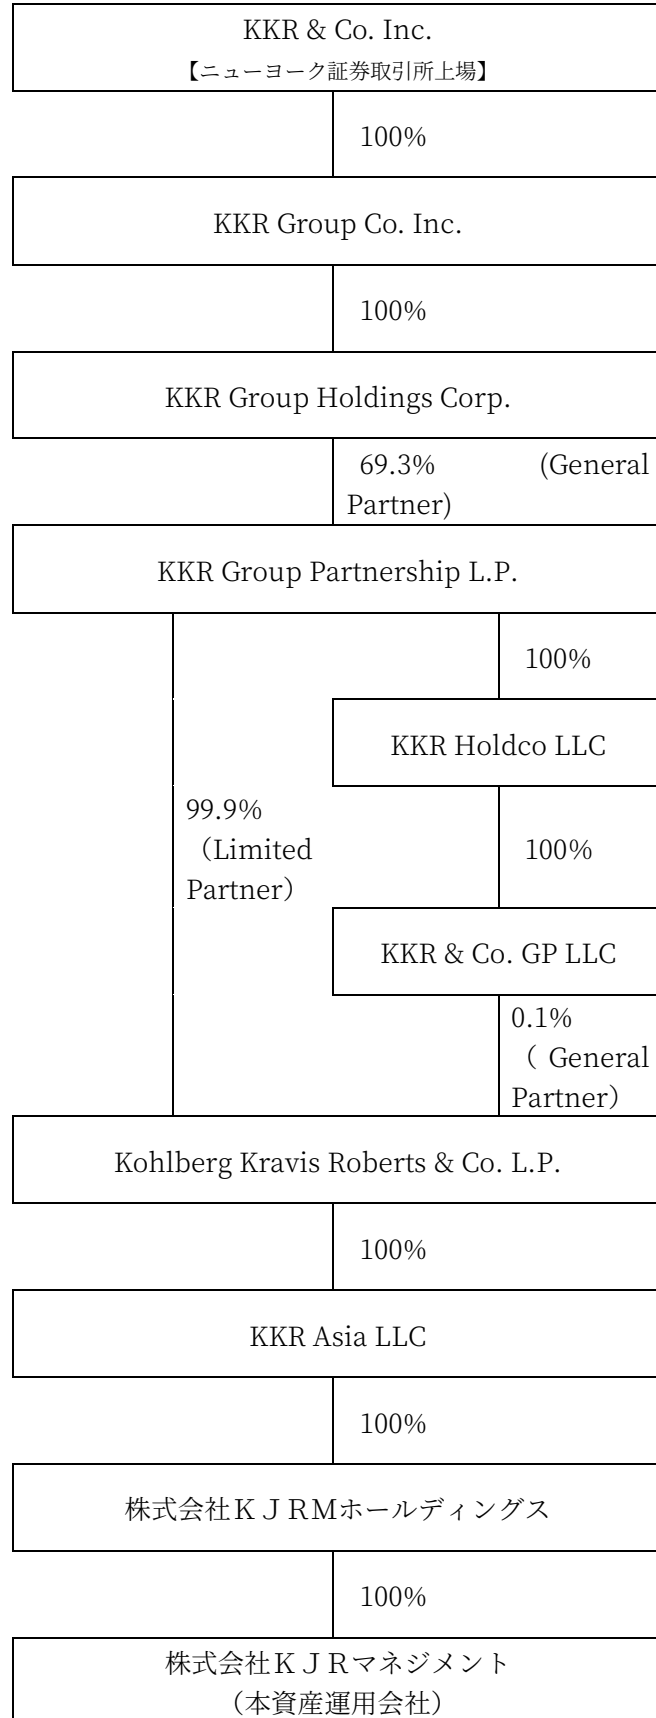 KKR & Co. Inc.
【ニューヨーク証券取引所上場】
100%
KKR Group Co. Inc.
100%
KKR Group Holdings Corp.
69.3% (General
Partner)
KKR Group Partnership L.P.
100%
KKR Holdco LLC
99.9%
（Limited
Partner）
100%
KKR & Co. GP LLC
0.1%
（ General
Partner）
Kohlberg Kravis Roberts & Co. L.P.
100%
KKR Asia LLC
100%
株式会社ＫＪＲＭホールディングス
100%
株式会社ＫＪＲマネジメント
（本資産運用会社）